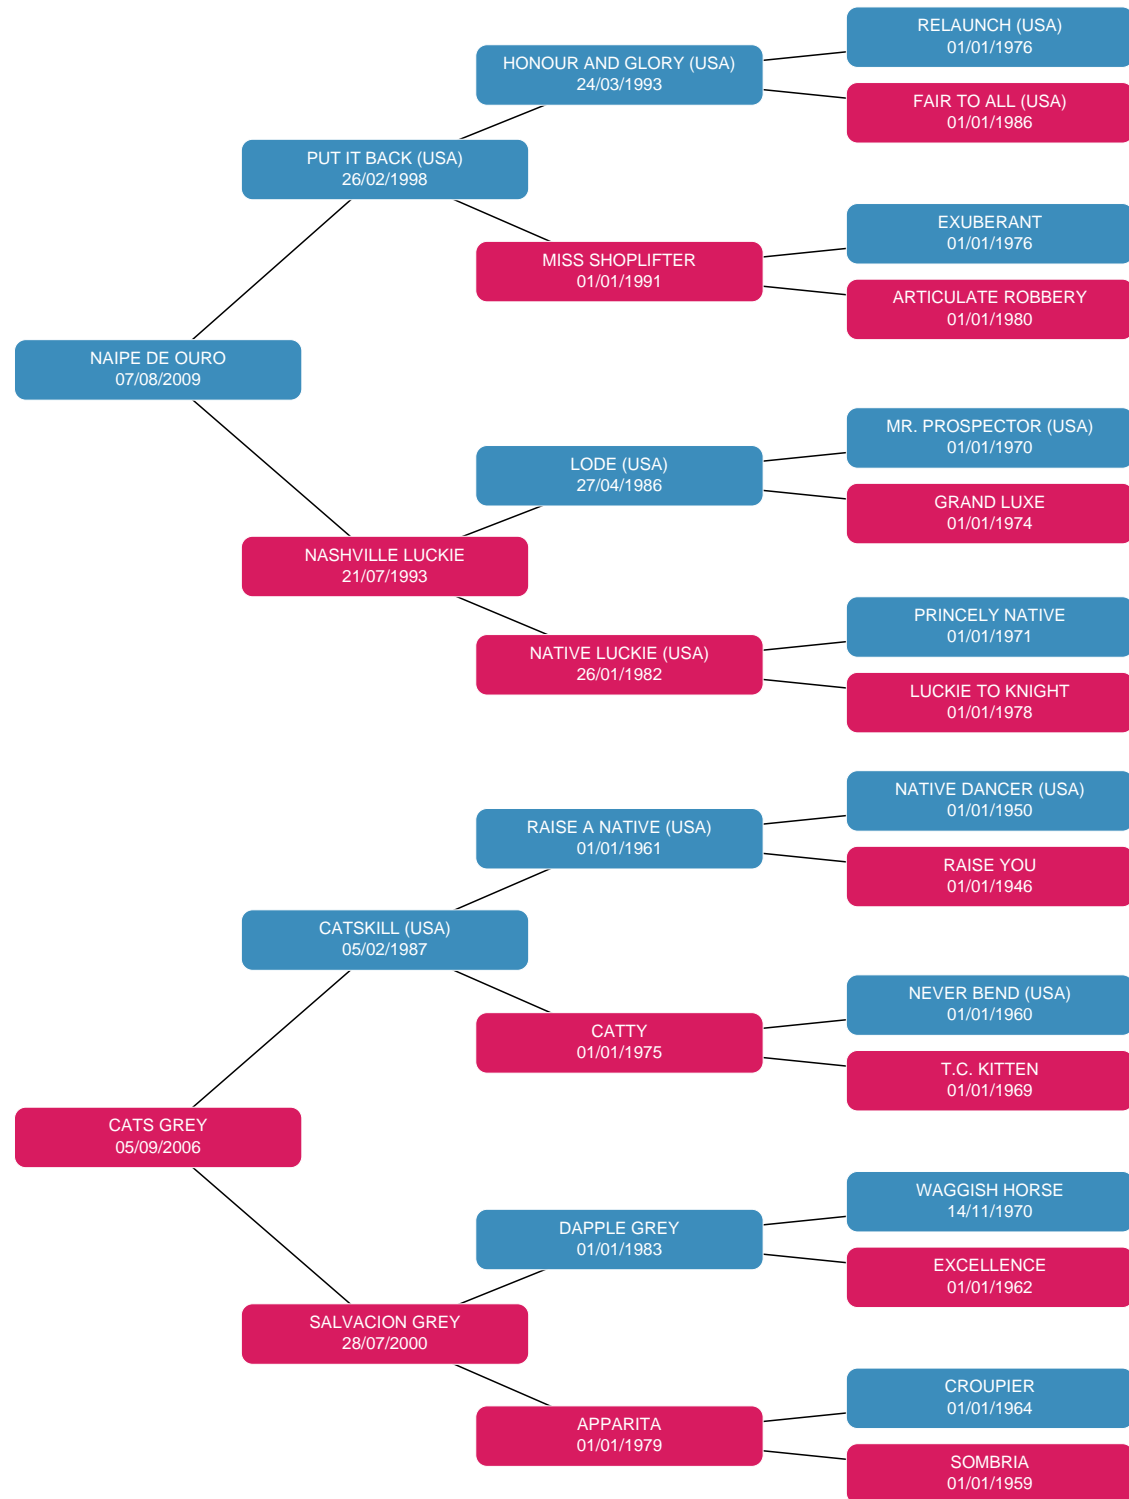 RELAUNCH (USA)
01/01/1976
HONOUR AND GLORY (USA)
24/03/1993
FAIR TO ALL (USA)
01/01/1986
PUT IT BACK (USA)
26/02/1998
EXUBERANT
01/01/1976
MISS SHOPLIFTER
01/01/1991
ARTICULATE ROBBERY
01/01/1980
NAIPE DE OURO
07/08/2009
MR. PROSPECTOR (USA)
01/01/1970
LODE (USA)
27/04/1986
GRAND LUXE
01/01/1974
NASHVILLE LUCKIE
21/07/1993
PRINCELY NATIVE
01/01/1971
NATIVE LUCKIE (USA)
26/01/1982
LUCKIE TO KNIGHT
01/01/1978
NATIVE DANCER (USA)
01/01/1950
RAISE A NATIVE (USA)
01/01/1961
RAISE YOU
01/01/1946
CATSKILL (USA)
05/02/1987
NEVER BEND (USA)
01/01/1960
CATTY
01/01/1975
T.C. KITTEN
01/01/1969
CATS GREY
05/09/2006
WAGGISH HORSE
14/11/1970
DAPPLE GREY
01/01/1983
EXCELLENCE
01/01/1962
SALVACION GREY
28/07/2000
CROUPIER
01/01/1964
APPARITA
01/01/1979
SOMBRIA
01/01/1959